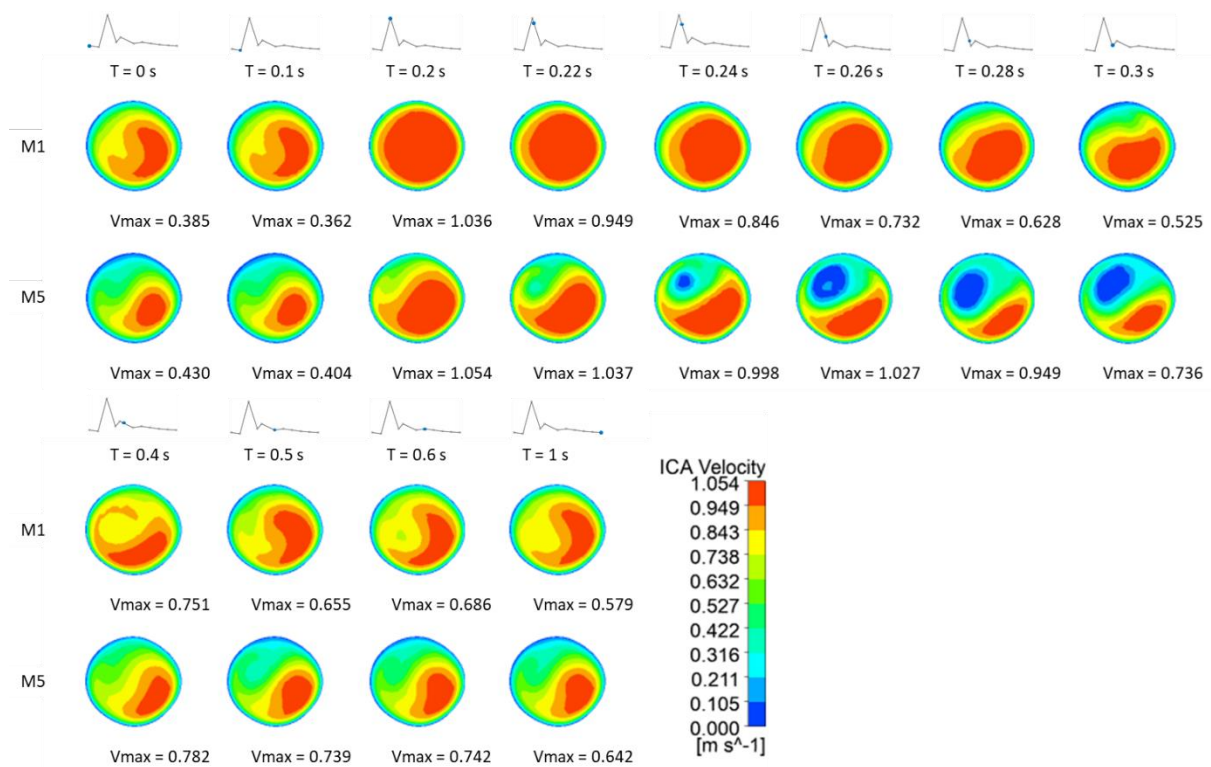 T = 0 s T = 0.1 s T = 0.2 s T = 0.22 s T = 0.24 s T = 0.26 s T = 0.28 s T = 0.3 s
M1
Vmax = 0.385 Vmax = 0.362 Vmax = 1.036 Vmax = 0.949 Vmax = 0.846 Vmax = 0.732 Vmax = 0.628 Vmax = 0.525
M5
Vmax = 0.430 Vmax = 0.404 Vmax = 1.054 Vmax = 1.037 Vmax = 0.998 Vmax = 1.027 Vmax = 0.949 Vmax = 0.736
T = 0.4 s T = 0.5 s T = 0.6 s T = 1 s
M1
Vmax = 0.751 Vmax = 0.655 Vmax = 0.686 Vmax = 0.579
M5
Vmax = 0.782 Vmax = 0.739 Vmax = 0.742 Vmax = 0.642
ICA Velocity
1.054
0.949
0.843
0.738
0.632
0.527
0.422
0.316
0.211
0.105
0.000
[m s^-1]